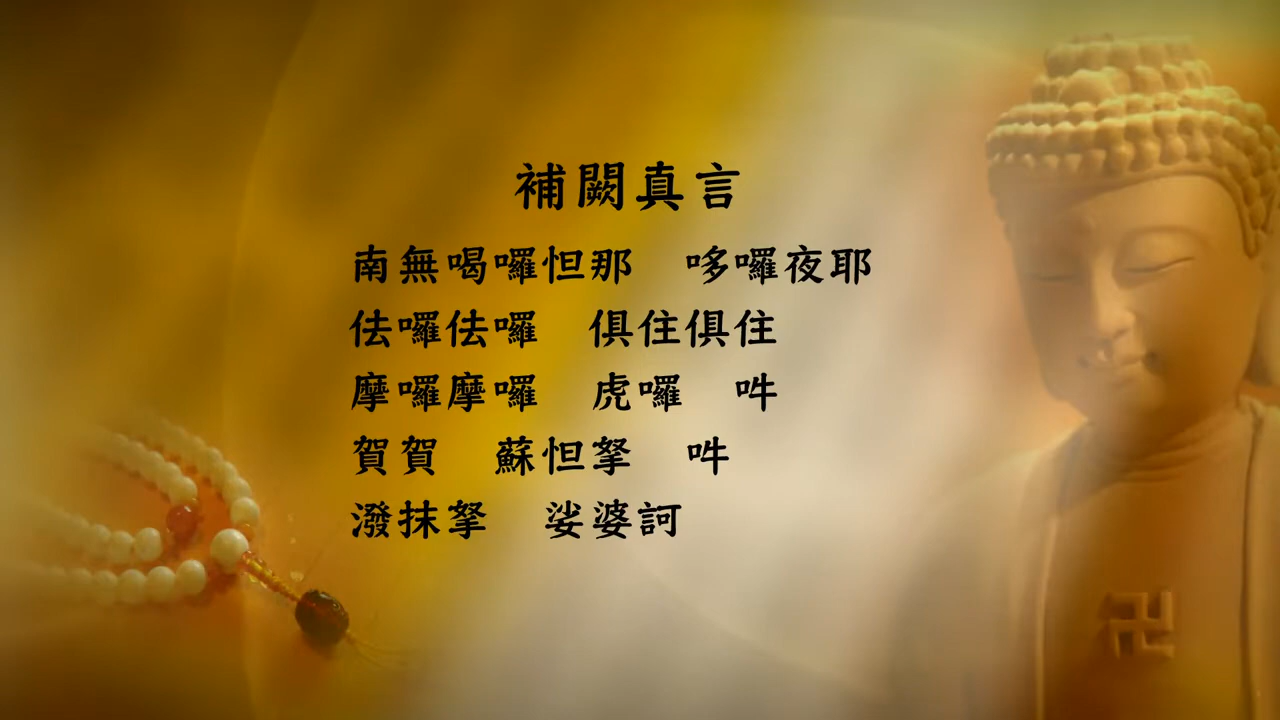 補闕真言
南無喝囉怛那　哆囉夜耶
佉囉佉囉　俱住俱住
摩囉摩囉　虎囉　吽
賀賀　蘇怛拏　吽
潑抹拏　娑婆訶